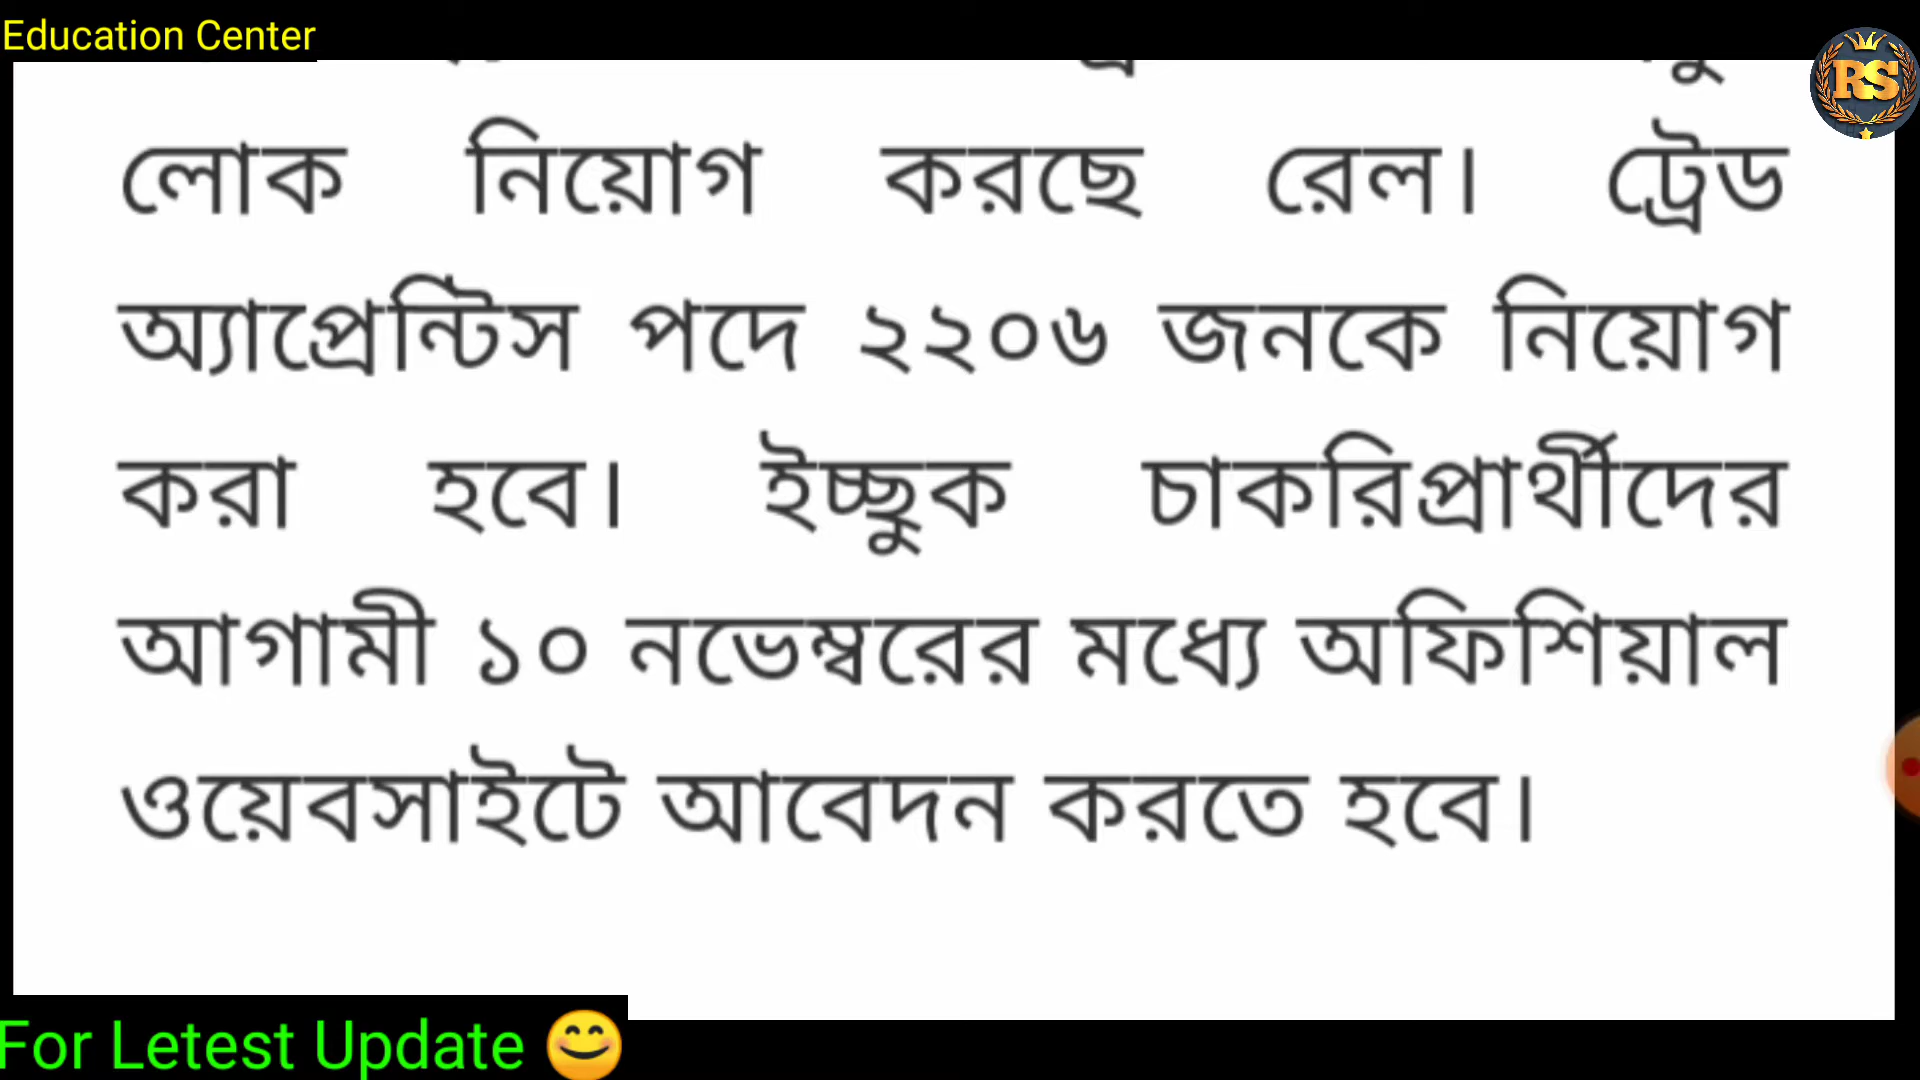 Education Center
RS
লোক নিয়োগ করছে রেল। ট্রেড
অ্যাপ্রেন্টিস পদে ২২০৬ জনকে নিয়োগ
করা হবে। ইচ্ছুক চাকরিপ্রার্থীদের
আগামী ১০ নভেম্বরের মধ্যে অফিশিয়াল
ওয়েবসাইটে আবেদন করতে হবে।
For Letest Update 😊